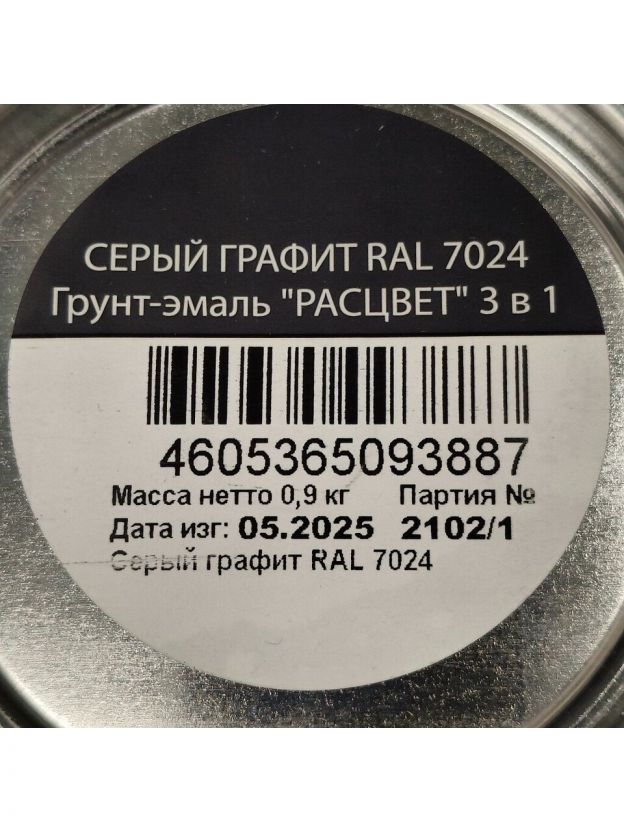 СЕРЫЙ ГРАФИТ RAL 7024
Грунт-эмаль "РАСЦВЕТ" 3 в 1
4605365093887
Масса нетто 0,9 кг Партия №
Дата изг: 05.2025 2102/1
Серый графит RAL 7024